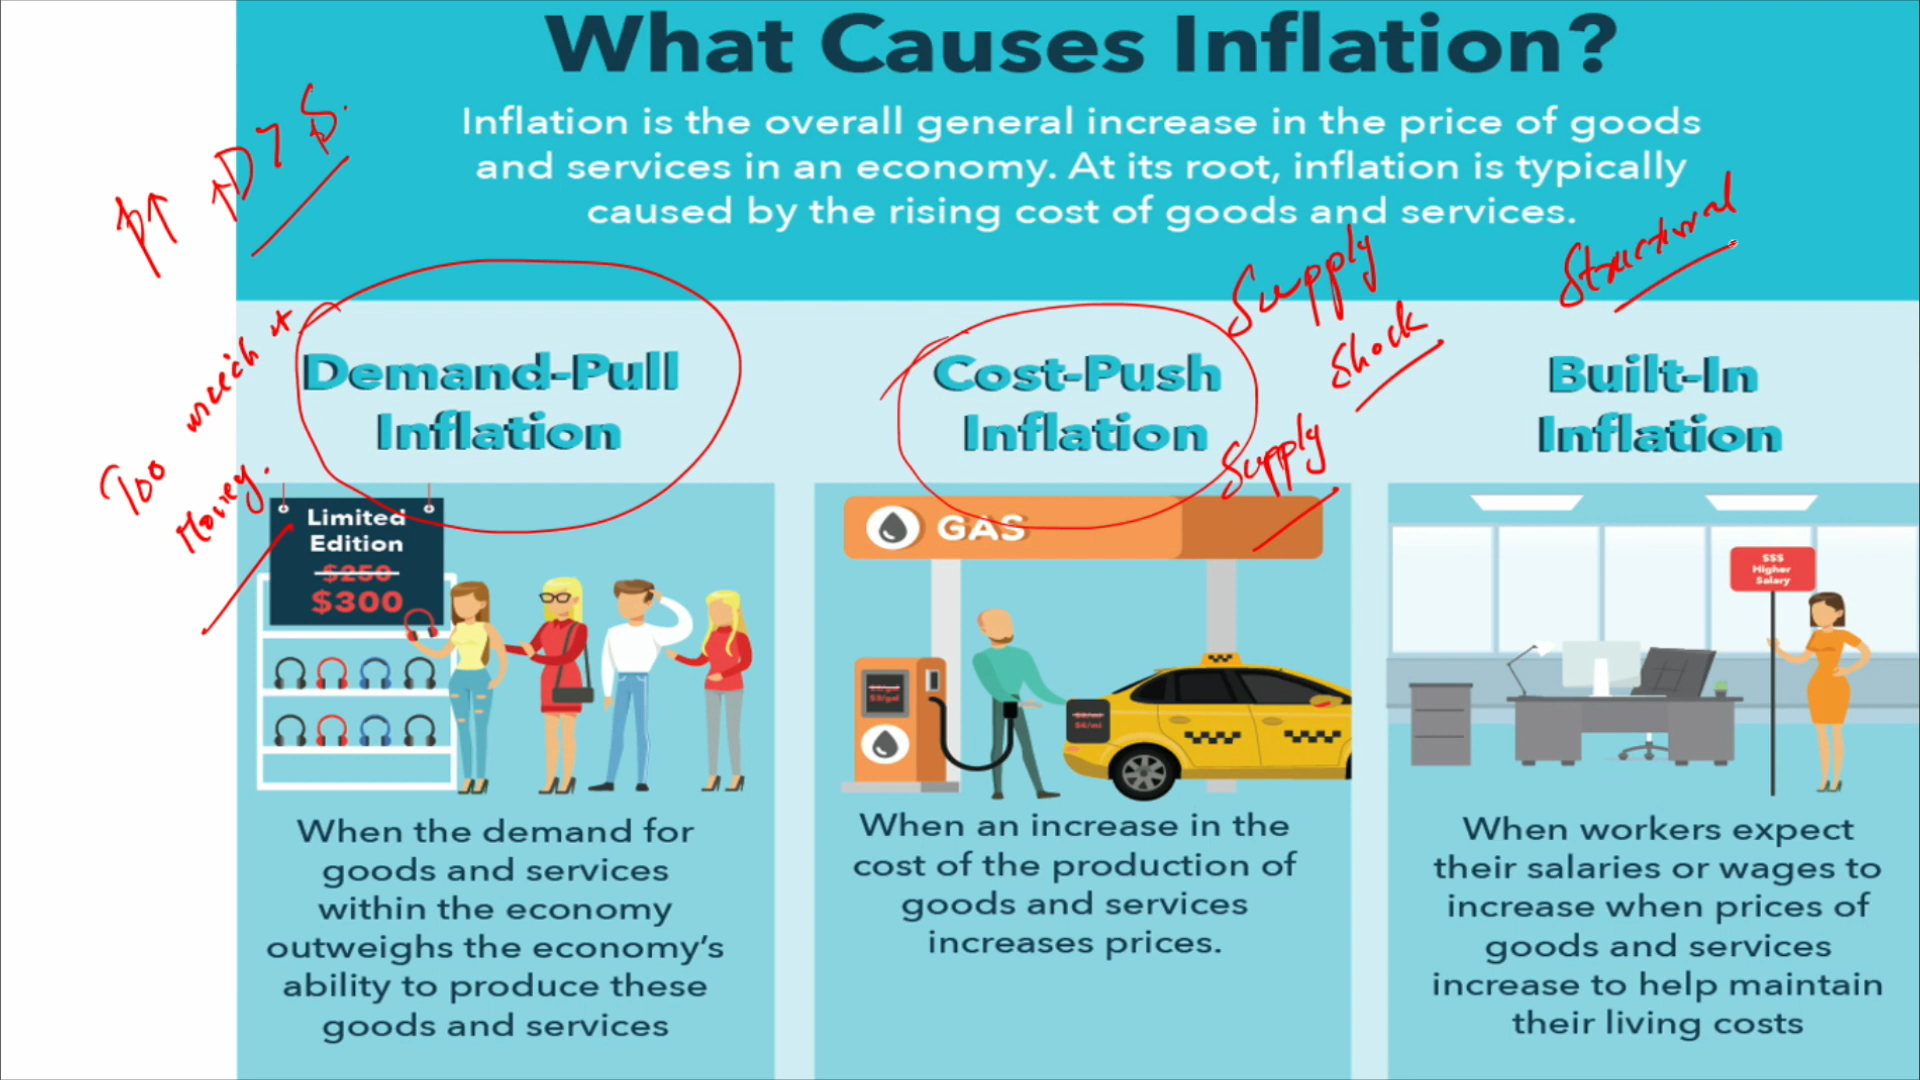 What Causes Inflation?
Inflation is the overall general increase in the price of goods
and services in an economy. At its root, inflation is typically
caused by the rising cost of goods and services.
P↑ ↑D > S
Too much
Money.
Supply
Shock
Supply
Structural
Demand-Pull
Inflation
Limited
Edition
$250
$300
When the demand for
goods and services
within the economy
outweighs the economy’s
ability to produce these
goods and services
Cost-Push
Inflation
GAS
When an increase in the
cost of the production of
goods and services
increases prices.
Built-In
Inflation
$$$
Higher
Salary
When workers expect
their salaries or wages to
increase when prices of
goods and services
increase to help maintain
their living costs